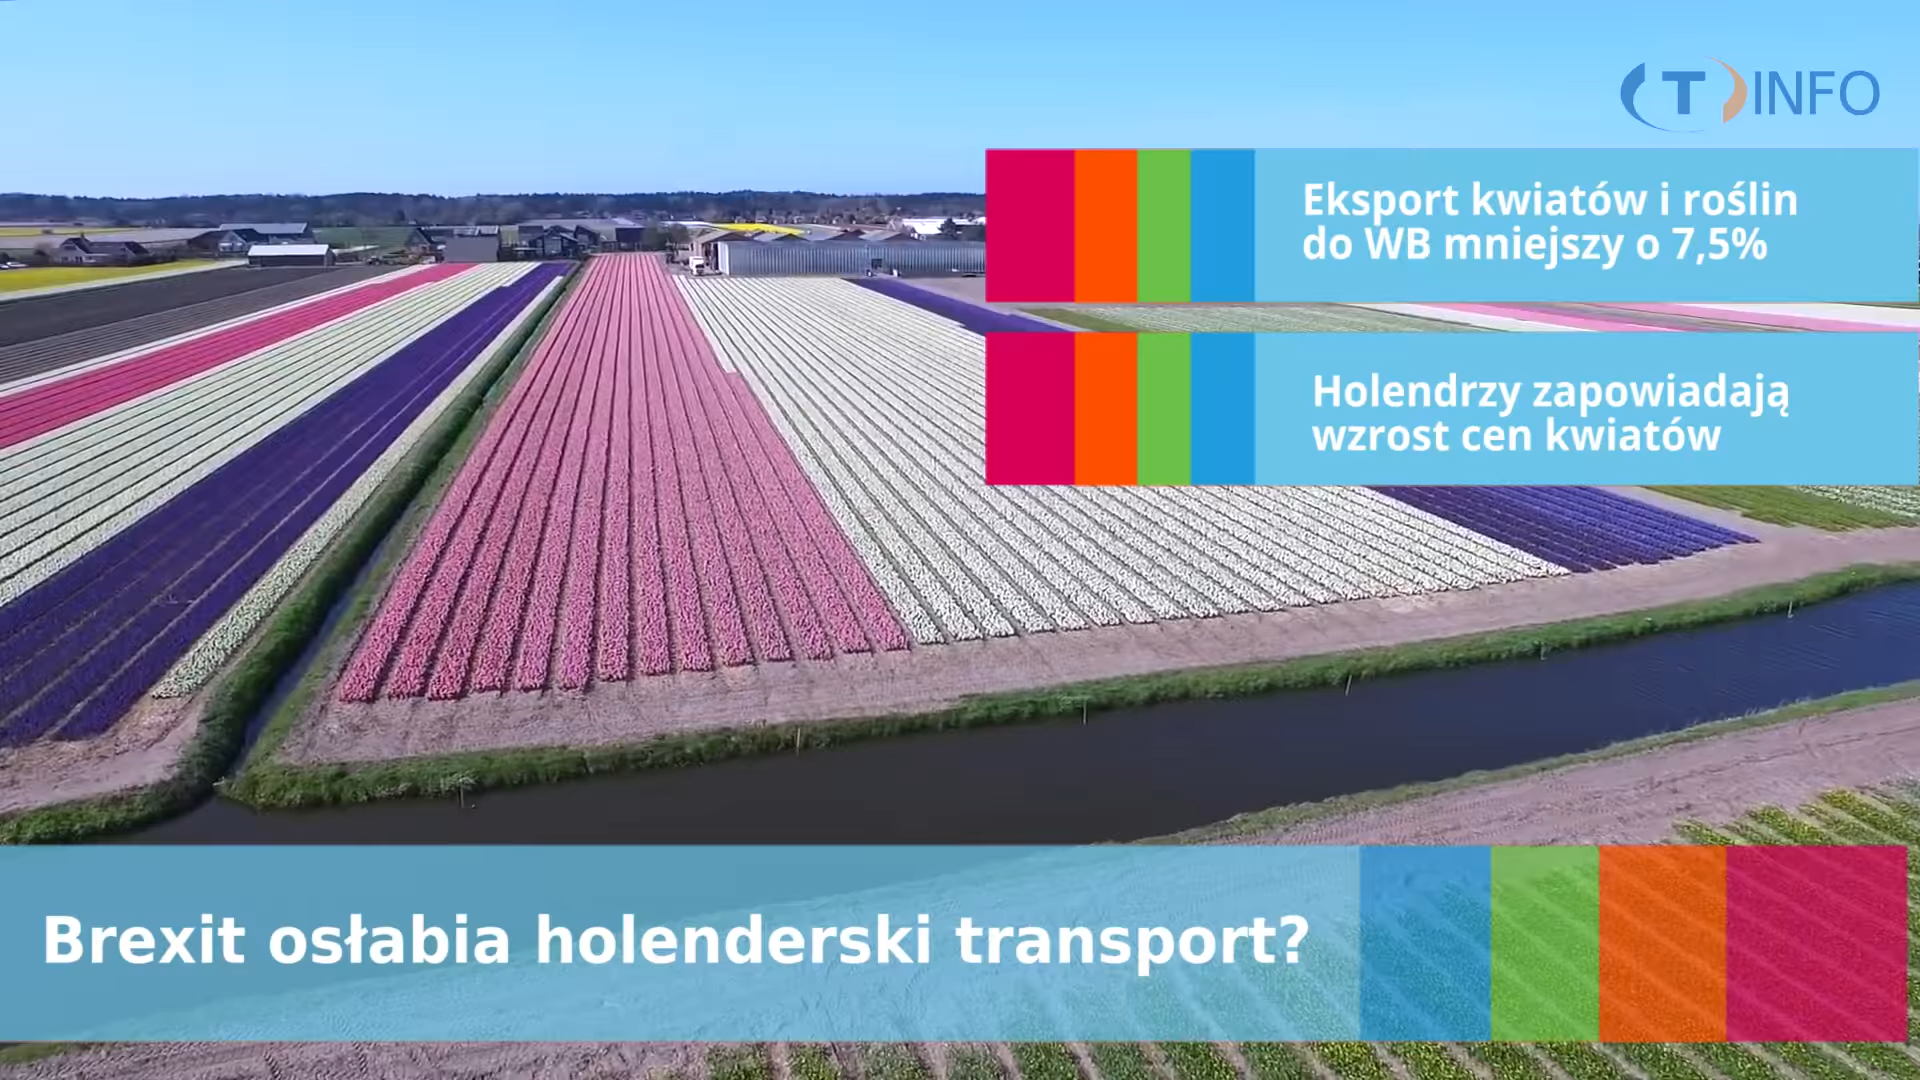 T INFO
Eksport kwiatów i roślin
do WB mniejszy o 7,5%
Holendrzy zapowiadają
wzrost cen kwiatów
Brexit osłabia holenderski transport?